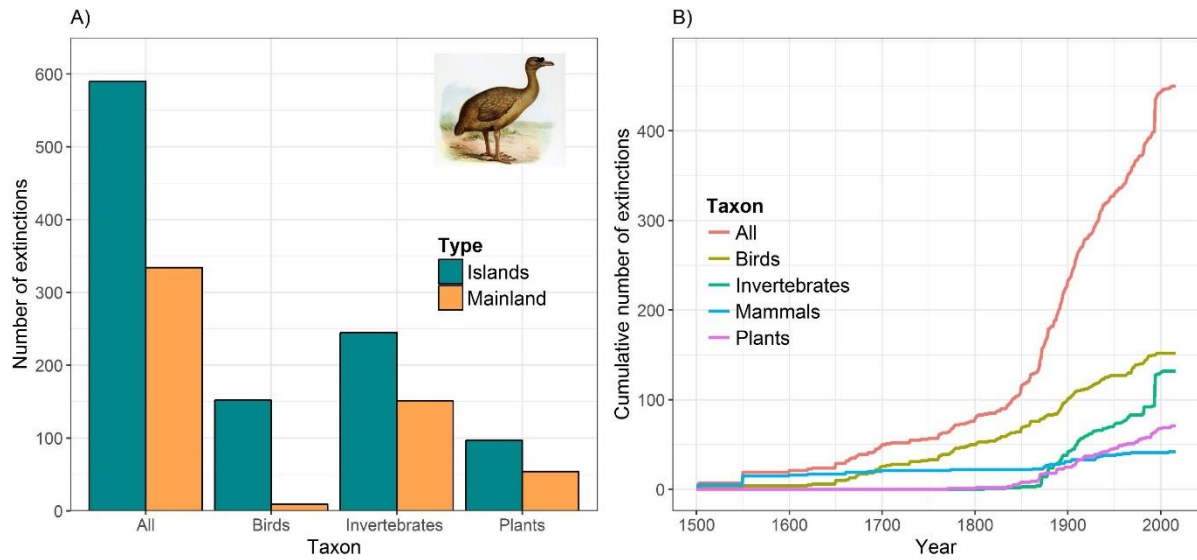 A)
Number of extinctions
600
500
400
300
200
100
0
Type
Islands
Mainland
All Birds Invertebrates Plants
Taxon
B)
Cumulative number of extinctions
400
300
200
100
0
Taxon
All
Birds
Invertebrates
Mammals
Plants
1500 1600 1700 1800 1900 2000
Year